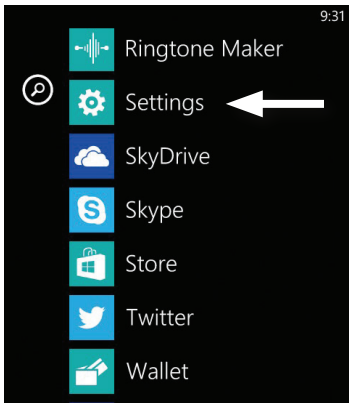 9:31
Ringtone Maker
Settings
SkyDrive
Skype
Store
Twitter
Wallet